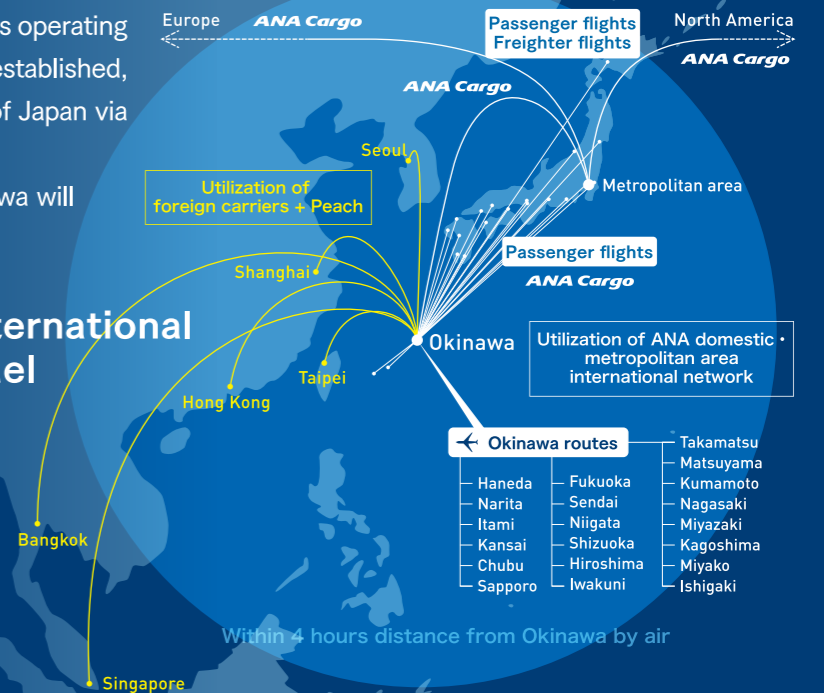 s operating
established,
of Japan via
wa will
ternational
el
Europe
ANA Cargo
Passenger flights
Freighter flights
North America
ANA Cargo
ANA Cargo
Seoul
Metropolitan area
Utilization of
foreign carriers + Peach
Passenger flights
ANA Cargo
Shanghai
Okinawa
Utilization of ANA domestic・
metropolitan area
international network
Taipei
Hong Kong
Okinawa routes
Haneda
Narita
Itami
Kansai
Chubu
Sapporo
Fukuoka
Sendai
Niigata
Shizuoka
Hiroshima
Iwakuni
Takamatsu
Matsuyama
Kumamoto
Nagasaki
Miyazaki
Kagoshima
Miyako
Ishigaki
Bangkok
Within 4 hours distance from Okinawa by air
Singapore